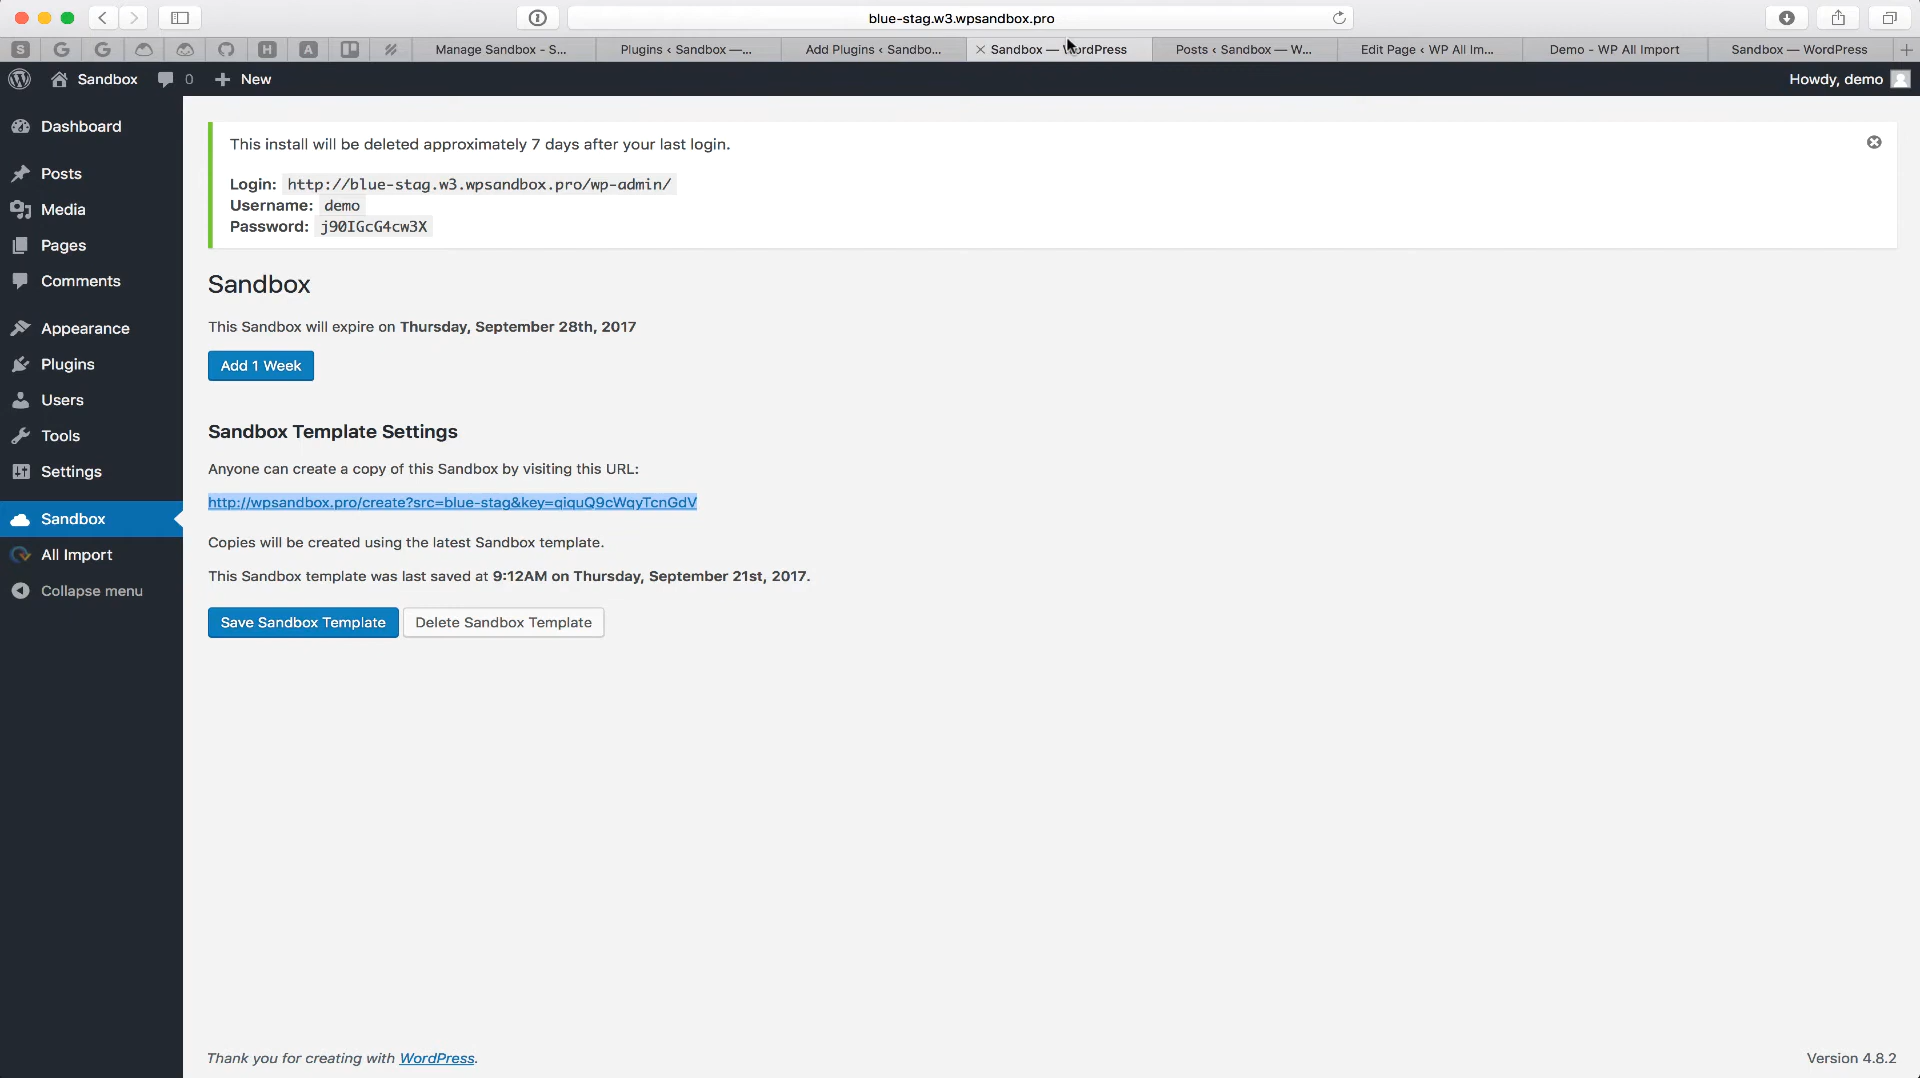 blue-stag.w3.wpsandbox.pro
S G G H A Manage Sandbox - S... Plugins ‹ Sandbox —... Add Plugins ‹ Sandbo... Sandbox — WordPress Posts ‹ Sandbox — W... Edit Page ‹ WP All Im... Demo - WP All Import Sandbox — WordPress
Sandbox 0 New Howdy, demo
Dashboard
Posts
Media
Pages
Comments
Appearance
Plugins
Users
Tools
Settings
Sandbox
All Import
Collapse menu
This install will be deleted approximately 7 days after your last login.
Login: http://blue-stag.w3.wpsandbox.pro/wp-admin/
Username: demo
Password: j90IGcG4cw3X
Sandbox
This Sandbox will expire on Thursday, September 28th, 2017
Add 1 Week
Sandbox Template Settings
Anyone can create a copy of this Sandbox by visiting this URL:
http://wpsandbox.pro/create?src=blue-stag&key=qiquQ9cWqyTcnGdV
Copies will be created using the latest Sandbox template.
This Sandbox template was last saved at 9:12AM on Thursday, September 21st, 2017.
Save Sandbox Template Delete Sandbox Template
Thank you for creating with WordPress. Version 4.8.2